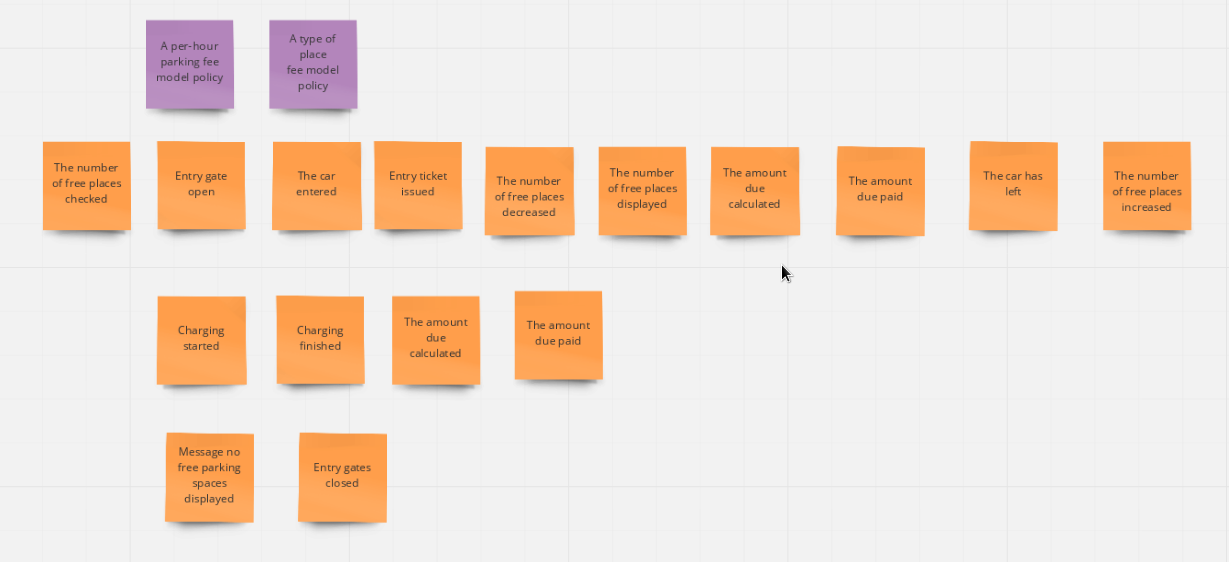 A per-hour
parking fee
model policy
A type of
place
fee model
policy
The number
of free places
checked
Entry gate
open
The car
entered
Entry ticket
issued
The number
of free places
decreased
The number
of free places
displayed
The amount
due
calculated
The amount
due paid
The car has
left
The number
of free places
increased
Charging
started
Charging
finished
The amount
due
calculated
The amount
due paid
Message no
free parking
spaces
displayed
Entry gates
closed